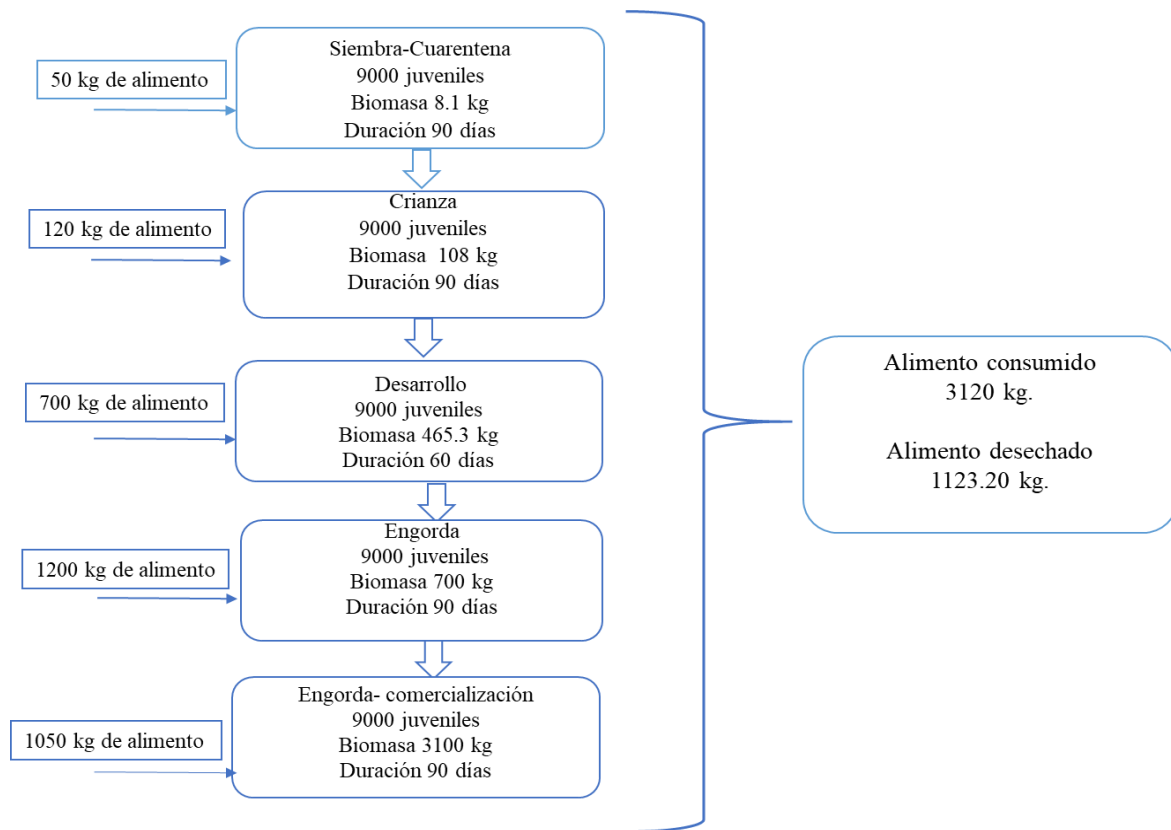 50 kg de alimento
Siembra-Cuarentena
9000 juveniles
Biomasa 8.1 kg
Duración 90 días
120 kg de alimento
Crianza
9000 juveniles
Biomasa 108 kg
Duración 90 días
700 kg de alimento
Desarrollo
9000 juveniles
Biomasa 465.3 kg
Duración 60 días
1200 kg de alimento
Engorda
9000 juveniles
Biomasa 700 kg
Duración 90 días
1050 kg de alimento
Engorda- comercialización
9000 juveniles
Biomasa 3100 kg
Duración 90 días
Alimento consumido
3120 kg.
Alimento desechado
1123.20 kg.